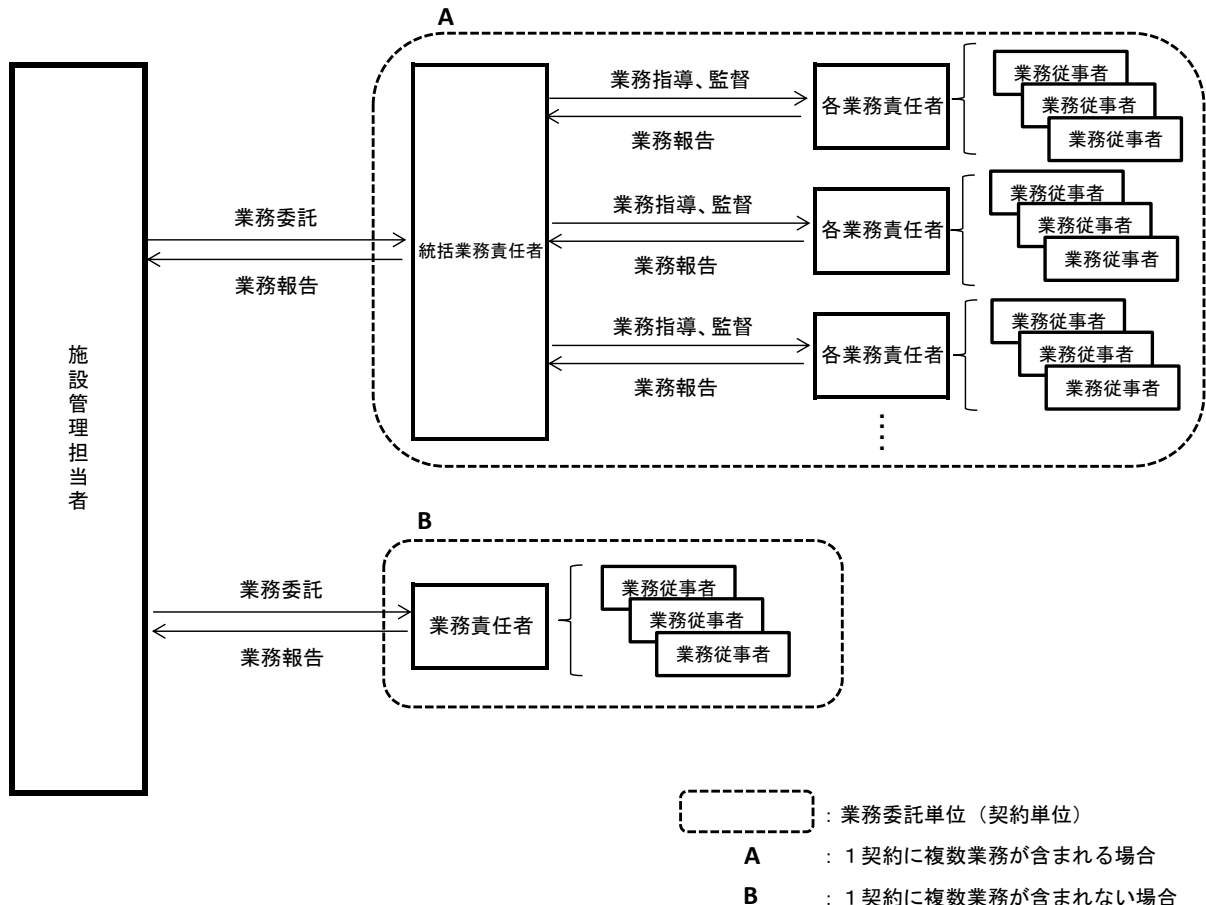 A
施設管理担当者
業務委託
業務報告
統括業務責任者
業務指導、監督
業務報告
各業務責任者
業務従事者
業務従事者
業務従事者
業務指導、監督
業務報告
各業務責任者
業務従事者
業務従事者
業務従事者
業務指導、監督
業務報告
各業務責任者
業務従事者
業務従事者
業務従事者
⋮
B
業務委託
業務報告
業務責任者
業務従事者
業務従事者
業務従事者
：業務委託単位（契約単位）
A ：１契約に複数業務が含まれる場合
B ：１契約に複数業務が含まれない場合